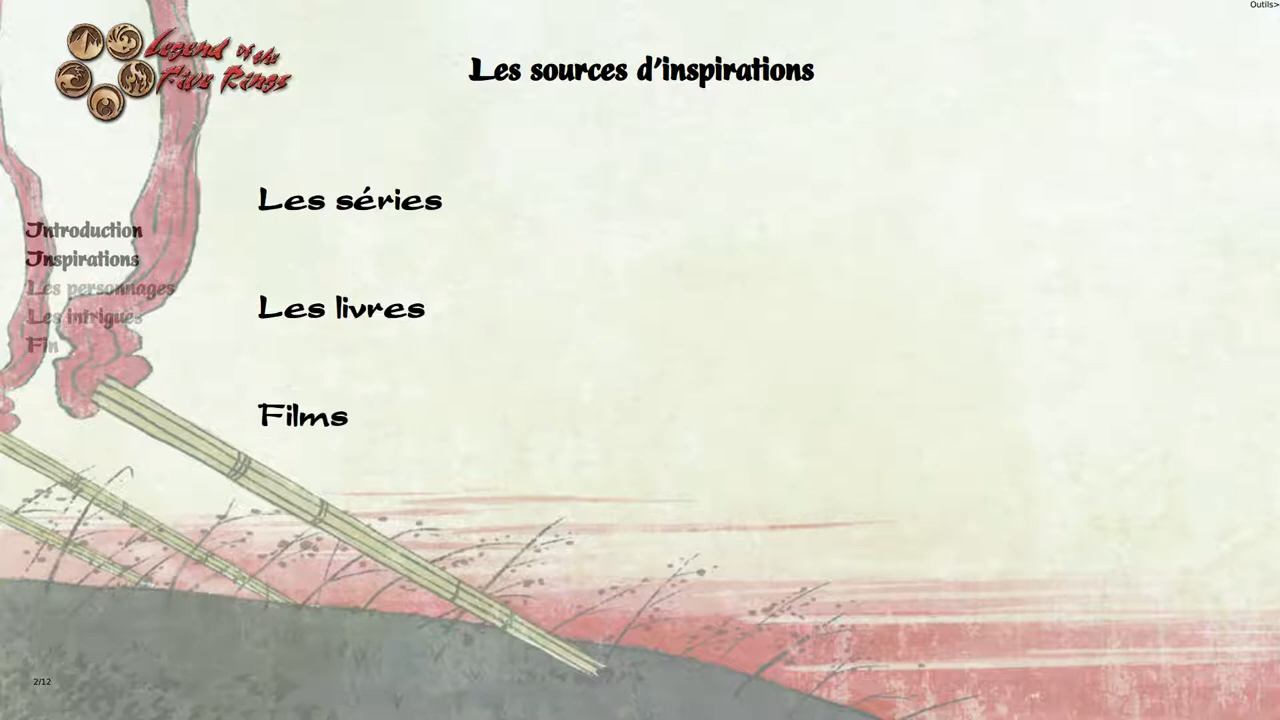 Outils>
Legend of the
Five Rings
Les sources d’inspirations
Les séries
Introduction
Inspirations
Les personnages
Les livres
Les intrigues
Fin
Films
2/12